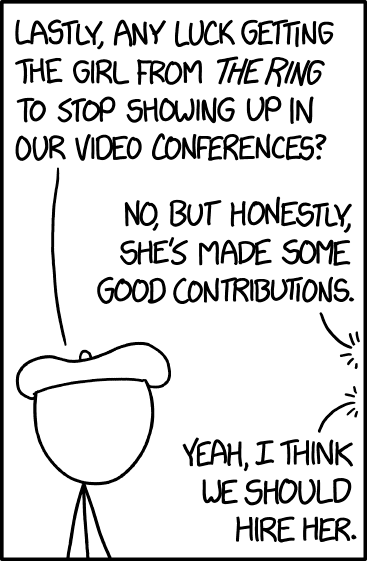 LASTLY, ANY LUCK GETTING
THE GIRL FROM THE RING
TO STOP SHOWING UP IN
OUR VIDEO CONFERENCES?
NO, BUT HONESTLY,
SHE'S MADE SOME
GOOD CONTRIBUTIONS.
YEAH, I THINK
WE SHOULD
HIRE HER.